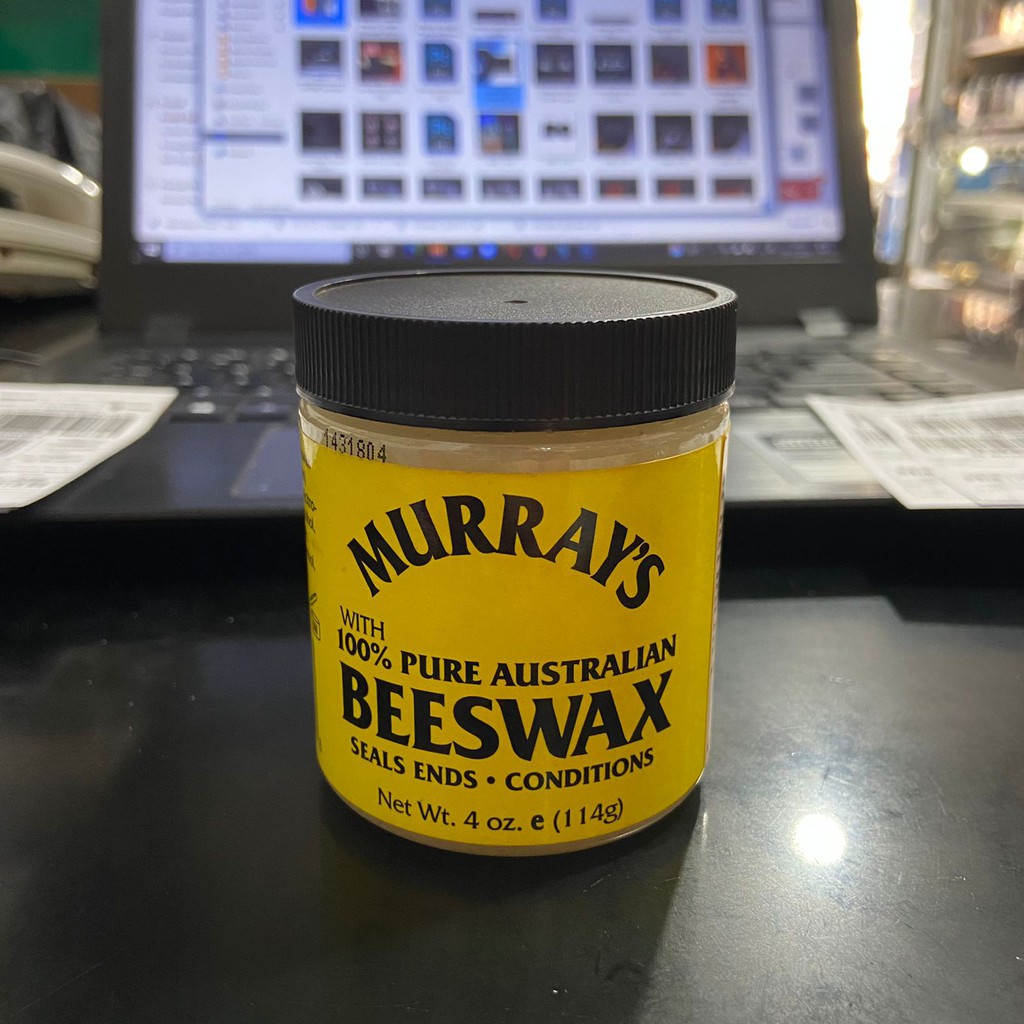 1431804
MURRAY'S
WITH
100% PURE AUSTRALIAN
BEESWAX
SEALS ENDS • CONDITIONS
Net Wt. 4 oz. e (114g)